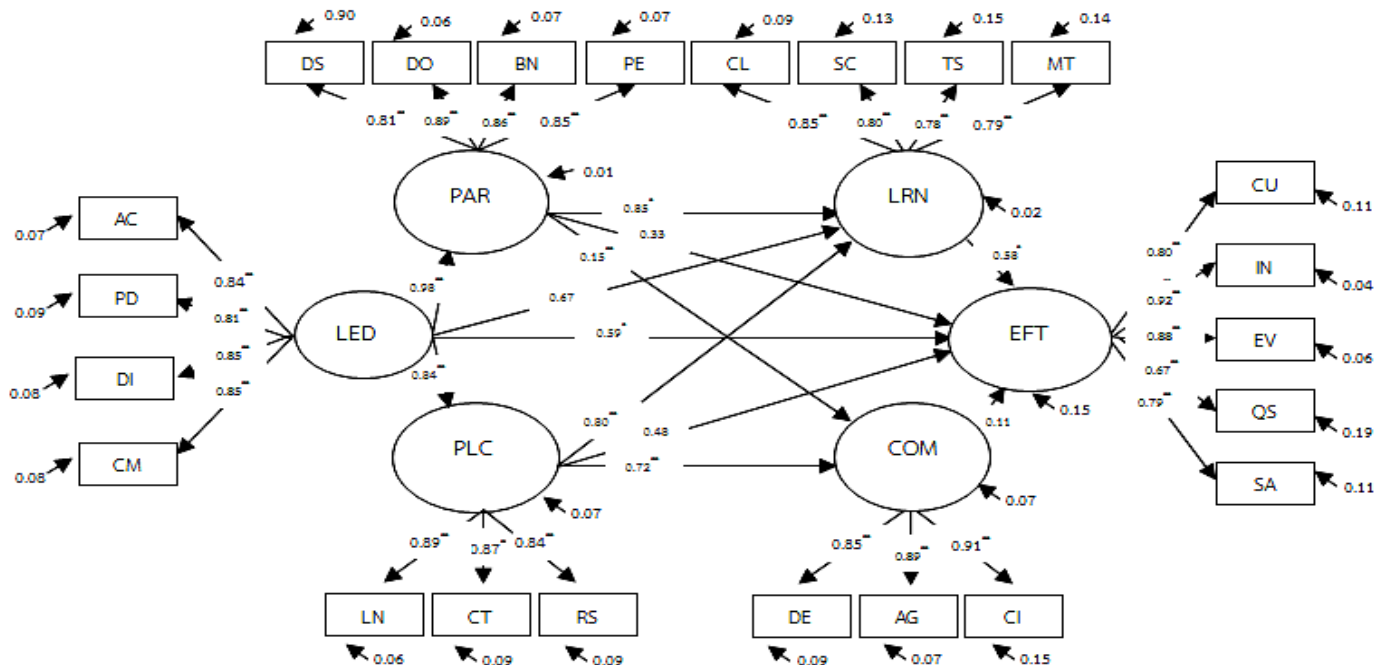 0.90 0.06 0.07 0.07 0.09 0.13 0.15 0.14
DS DO BN PE CL SC TS MT
0.81 0.89 0.86 0.85 0.85 0.80 0.78 0.79
PAR 0.01 LRN 0.02
CU 0.11
AC 0.07
0.85
0.33
0.15
0.58
0.80
IN 0.04
0.84
PD 0.09
0.98
0.67
0.92
0.81
LED
0.59
EFT
0.88
EV 0.06
0.85
DI 0.08
0.84
0.67
0.85
0.79
QS 0.19
0.80
0.48
0.11
0.15
CM 0.08
PLC
0.72
COM
SA 0.11
0.07
0.07
0.89 0.87 0.84 0.85 0.89 0.91
LN CT RS DE AG CI
0.06 0.09 0.09 0.09 0.07 0.15